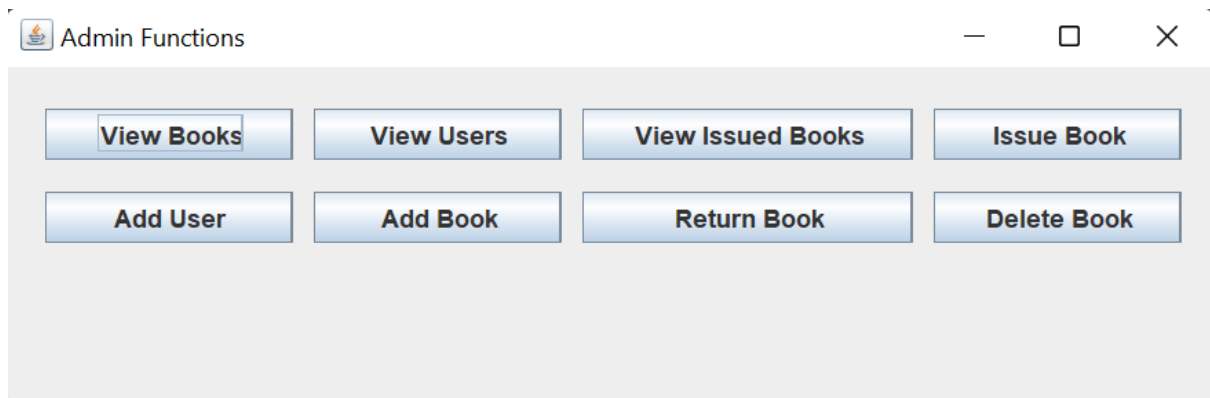 Admin Functions
View Books View Users View Issued Books Issue Book
Add User Add Book Return Book Delete Book